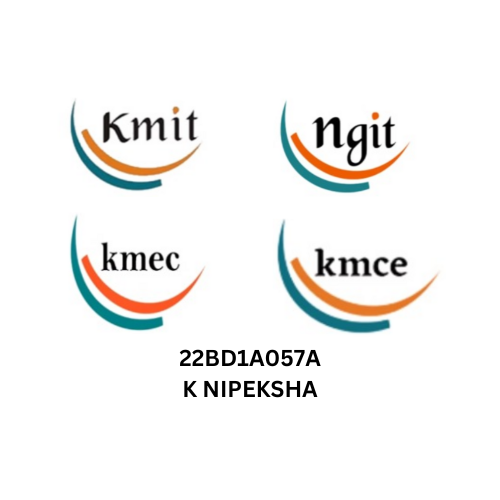 Kmit
Ngit
kmec
kmce
22BD1A057A
K NIPEKSHA